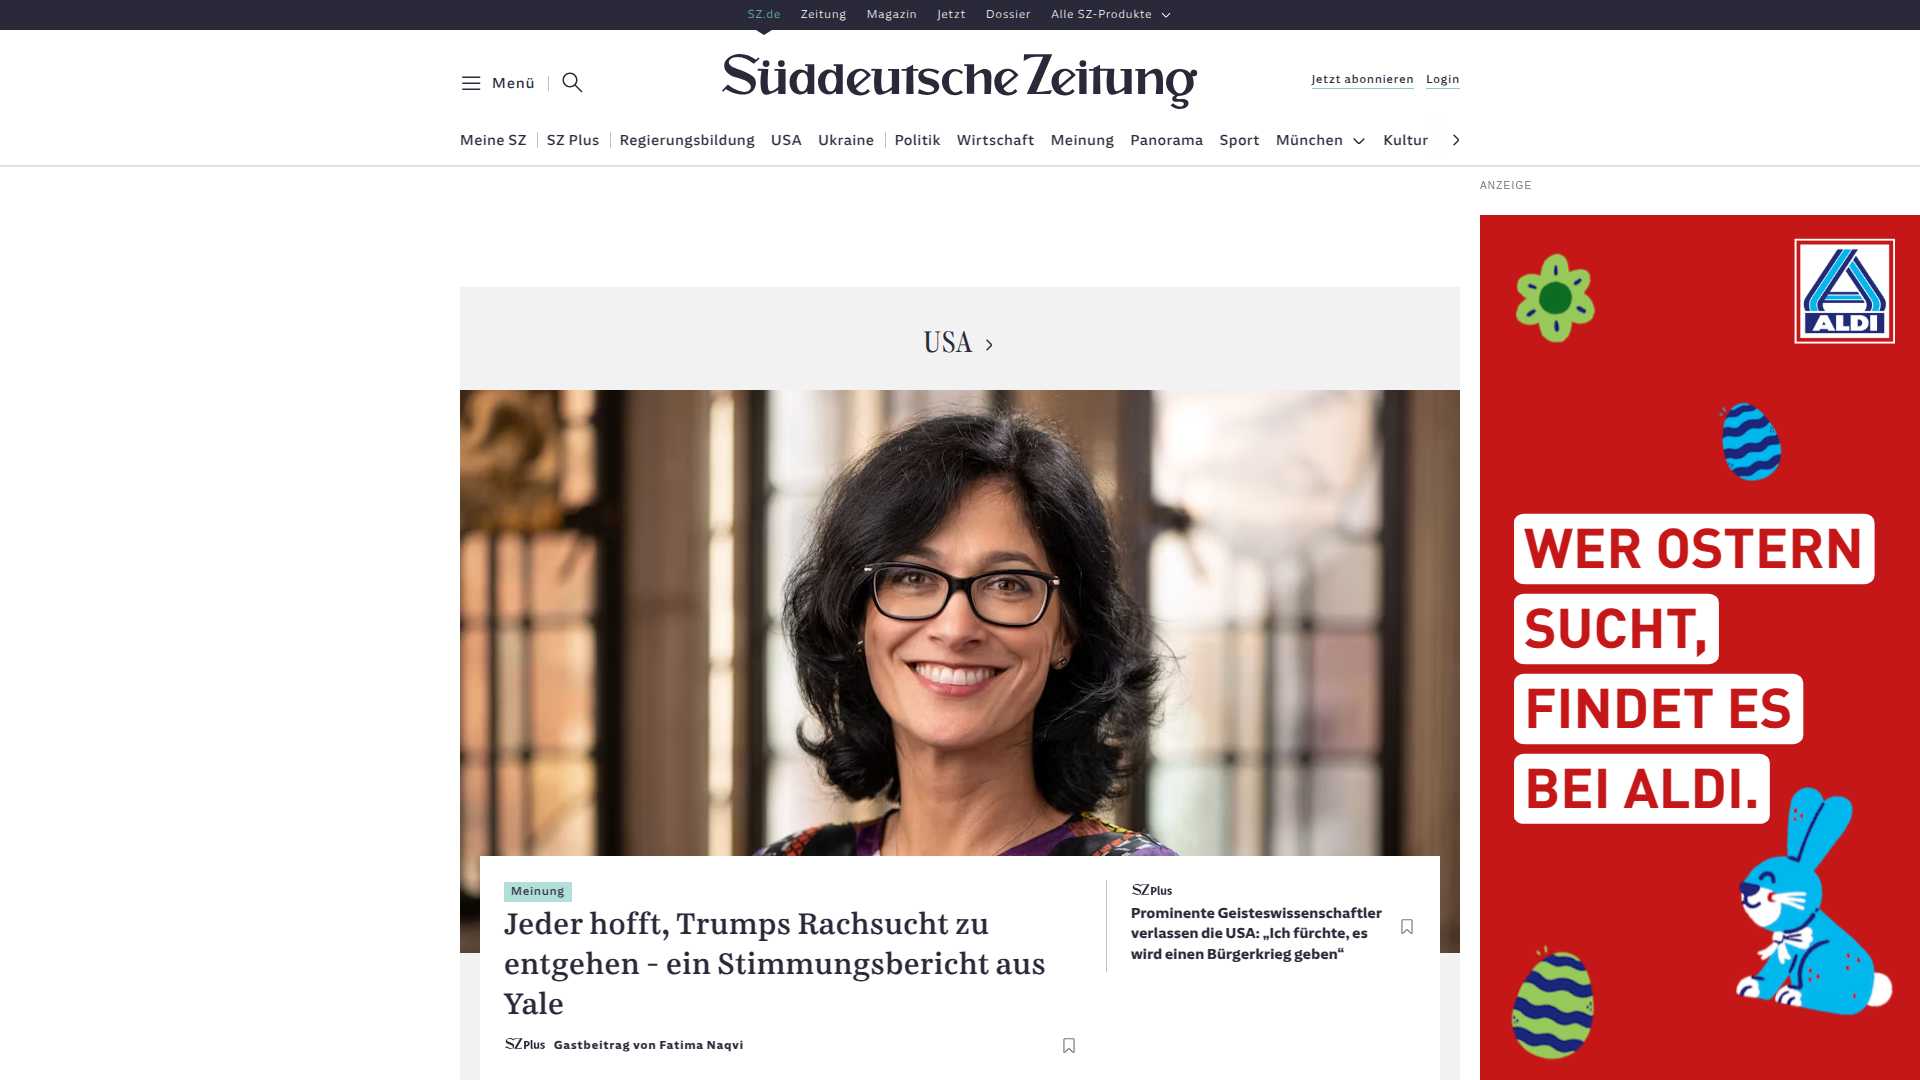 SZ.de Zeitung Magazin Jetzt Dossier Alle SZ-Produkte
Menü
Süddeutsche Zeitung
Jetzt abonnieren Login
Meine SZ SZ Plus Regierungsbildung USA Ukraine Politik Wirtschaft Meinung Panorama Sport München Kultur
ANZEIGE
USA
Meinung
Jeder hofft, Trumps Rachsucht zu
entgehen - ein Stimmungsbericht aus
Yale
SZ Plus Gastbeitrag von Fatima Naqvi
SZ Plus
Prominente Geisteswissenschaftler
verlassen die USA: „Ich fürchte, es
wird einen Bürgerkrieg geben“
ALDI
WER OSTERN
SUCHT,
FINDET ES
BEI ALDI.